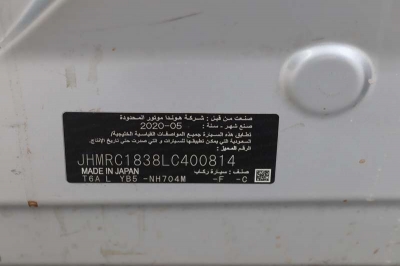 صنعت من قبل : شركة هوندا موتور المحدودة
صنع شهر - سنة : 05-2020
تطابق هذه السيارة جميع المواصفات القياسية الخليجية/
السعودية التي يمكن تطبيقها للسيارات و التي صدرت في تاريخ الإنتاج.
الرقم المميز :
JHMRC1838LC400814
MADE IN JAPAN صنف : سيارة ركاب
T6A L YB5 -NH704M -F -C